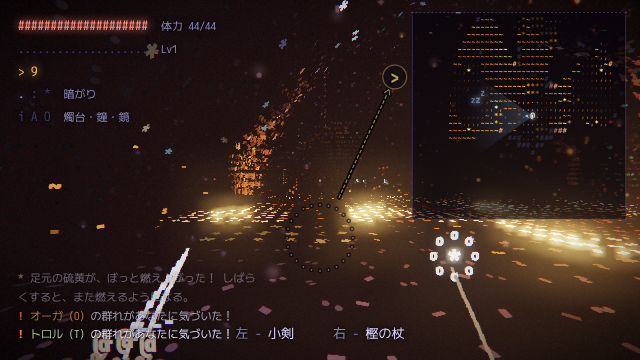 体力 44/44
Lv1
> 9
. : * 暗がり
i A O 燭台・鐘・鏡
>
zz z
* 足元の硫黄が、ぼっと燃え上がった！ しばら
くすると、また燃えるようになる。
! オーガ (O) の群れがあなたに気づいた！
! トロル (T) の群れがあなたに気づいた！
左 - 小剣 右 - 樫の杖